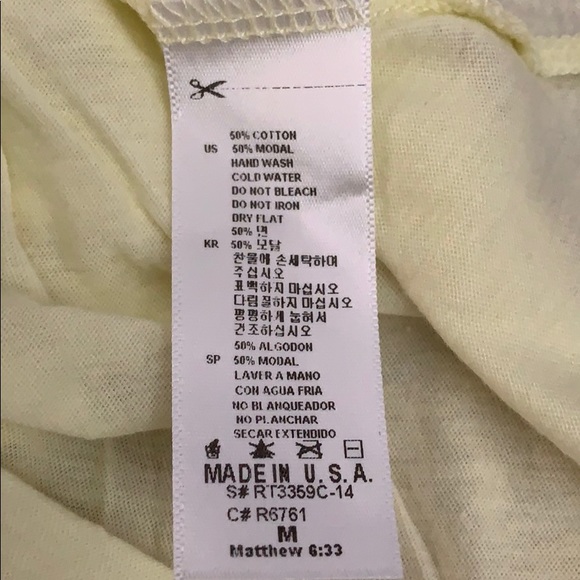 50% COTTON
US 50% MODAL
HAND WASH
COLD WATER
DO NOT BLEACH
DO NOT IRON
DRY FLAT
50% 면
KR 50% 모달
찬물에 손세탁하여
주십시오
표백하지 마십시오
다림질하지 마십시오
평평하게 눕혀서
건조하십시오
50% ALGODON
SP 50% MODAL
LAVER A MANO
CON AGUA FRIA
NO BLANQUEADOR
NO PLANCHAR
SECAR EXTENDIDO
MADE IN U.S.A.
S# RT3359C-14
C# R6761
M
Matthew 6:33